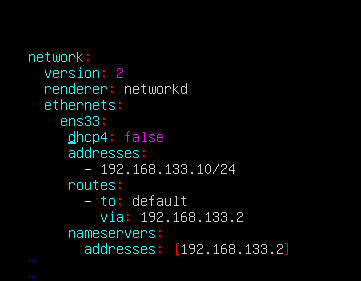 network:
  version: 2
  renderer: networkd
  ethernets:
    ens33:
     dhcp4: false
     addresses:
       - 192.168.133.10/24
     routes:
       - to: default
         via: 192.168.133.2
     nameservers:
       addresses: [192.168.133.2]
~
~